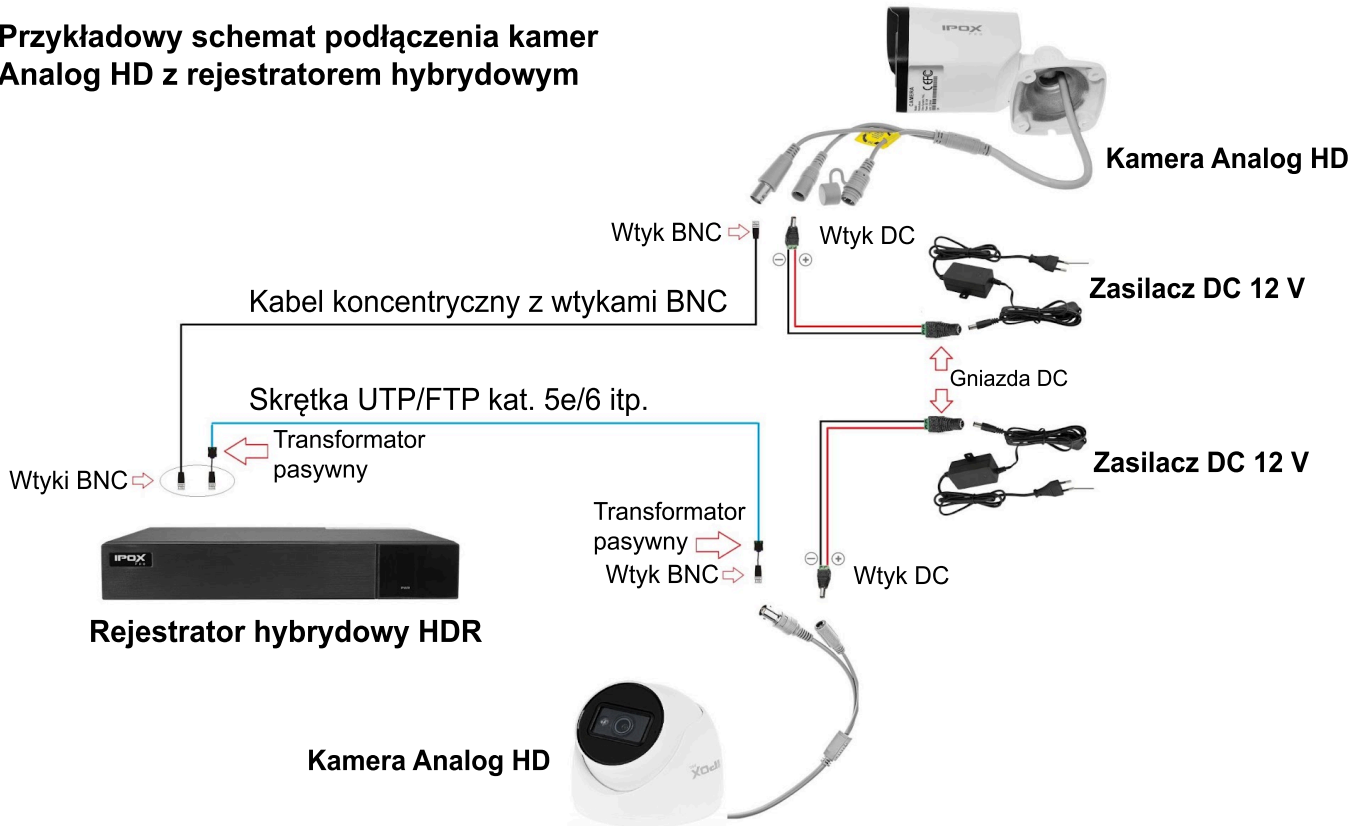 Przykładowy schemat podłączenia kamer
Analog HD z rejestratorem hybrydowym
IPOX
CAMERA
Kamera Analog HD
Wtyk BNC
Wtyk DC
Zasilacz DC 12 V
Kabel koncentryczny z wtykami BNC
Gniazda DC
Skrętka UTP/FTP kat. 5e/6 itp.
Transformator
pasywny
Wtyki BNC
Zasilacz DC 12 V
Transformator
pasywny
Wtyk BNC
Wtyk DC
IPOX
Rejestrator hybrydowy HDR
Kamera Analog HD
IPOX